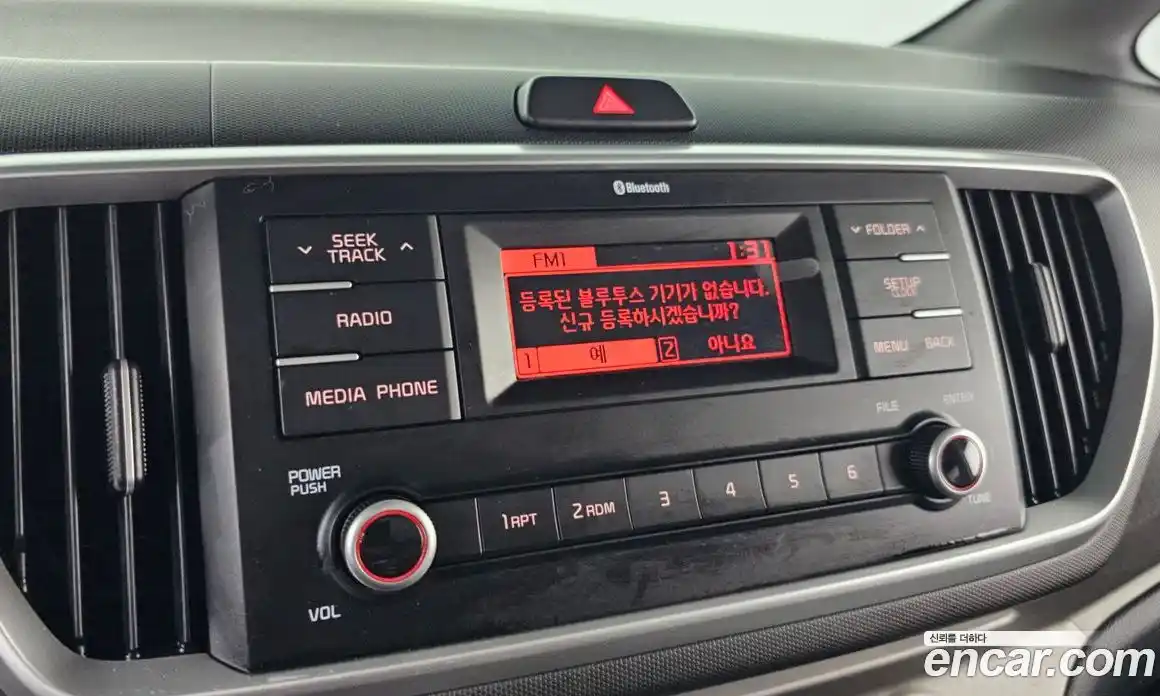 Bluetooth
SEEK
TRACK
FOLDER
FM1 1:31
등록된 블루투스 기기가 없습니다.
신규 등록하시겠습니까?
1 예 2 아니요
SETUP
CLOCK
RADIO
MENU BACK
MEDIA PHONE
FILE ENTER
POWER
PUSH
1 RPT 2 RDM 3 4 5 6
TUNE
VOL
신뢰를 더하다
encar.com